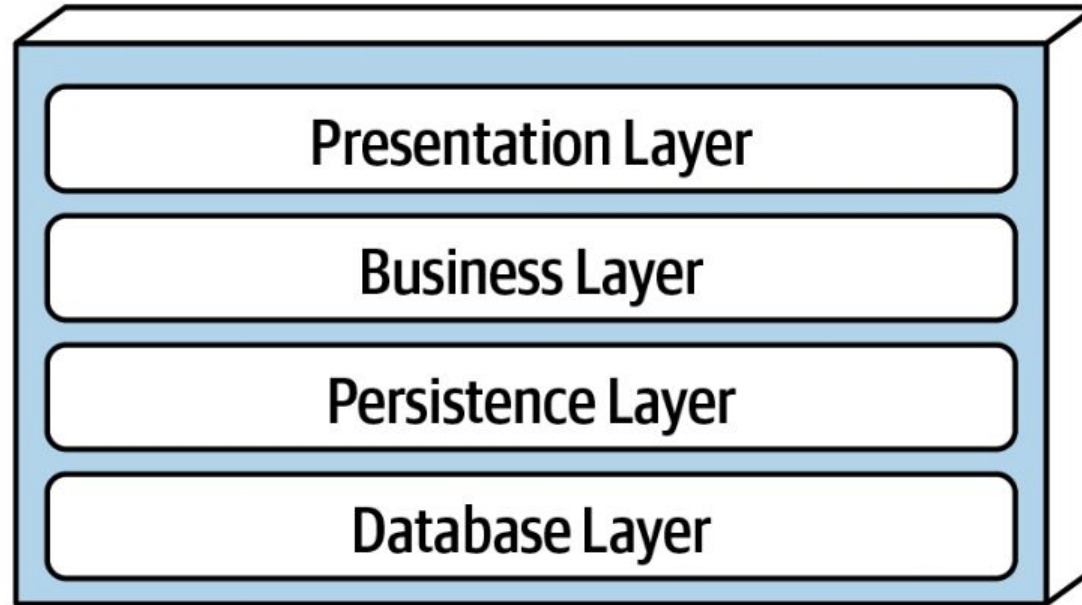 Presentation Layer
Business Layer
Persistence Layer
Database Layer